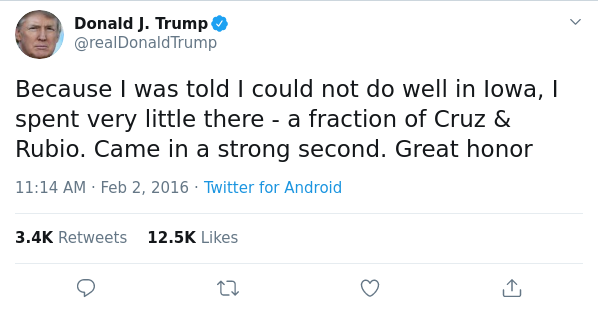 Donald J. Trump
@realDonaldTrump
Because I was told I could not do well in Iowa, I
spent very little there - a fraction of Cruz &
Rubio. Came in a strong second. Great honor
11:14 AM · Feb 2, 2016 · Twitter for Android
3.4K Retweets 12.5K Likes